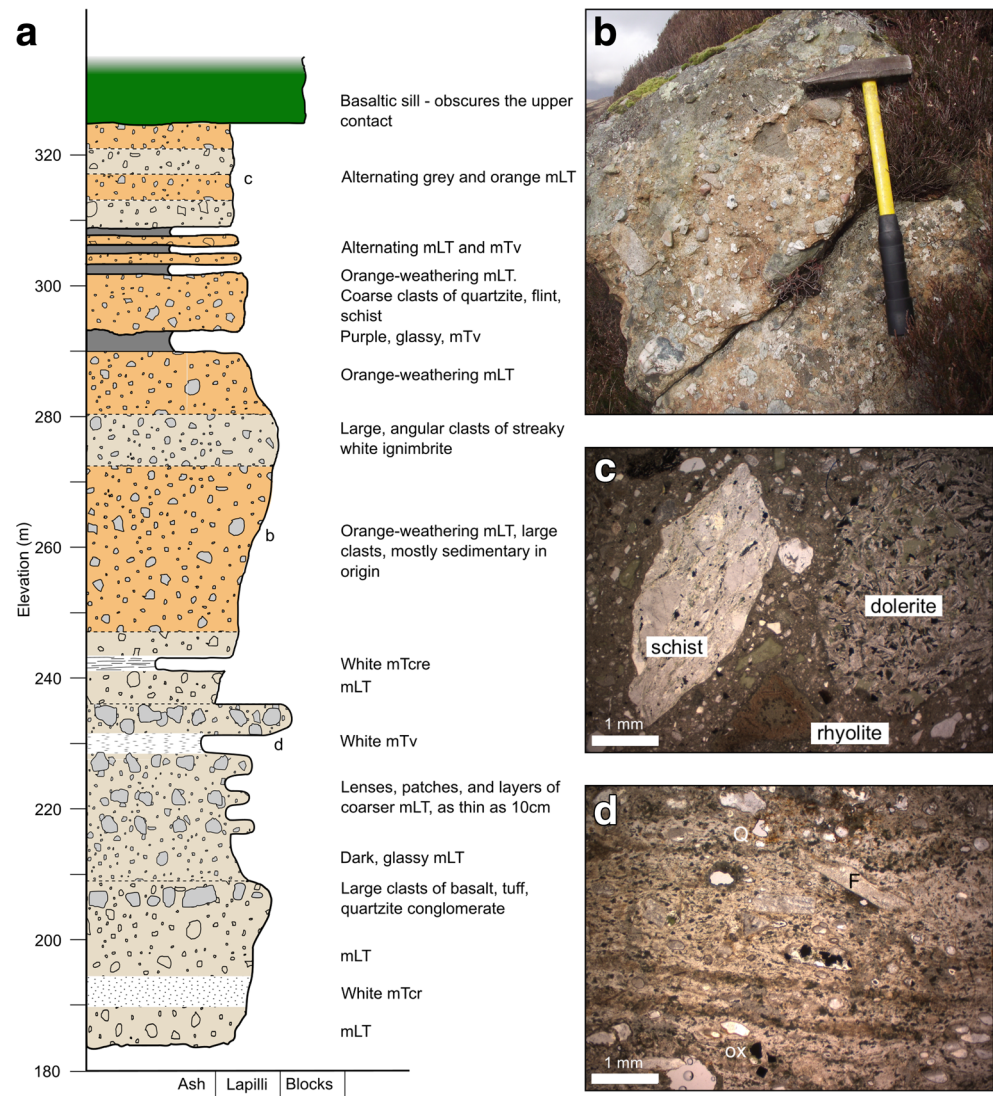 a
Basaltic sill - obscures the upper
contact
320
c
Alternating grey and orange mLT
Alternating mLT and mTv
300
Orange-weathering mLT.
Coarse clasts of quartzite, flint,
schist
Purple, glassy, mTv
Orange-weathering mLT
280
Large, angular clasts of streaky
white ignimbrite
b
Orange-weathering mLT, large
clasts, mostly sedimentary in
origin
260
Elevation (m)
White mTcre
240
mLT
d
White mTv
Lenses, patches, and layers of
coarser mLT, as thin as 10cm
220
Dark, glassy mLT
Large clasts of basalt, tuff,
quartzite conglomerate
200
mLT
White mTcr
mLT
180
Ash Lapilli Blocks
b
c
schist
dolerite
rhyolite
1 mm
d
Q
F
ox
1 mm